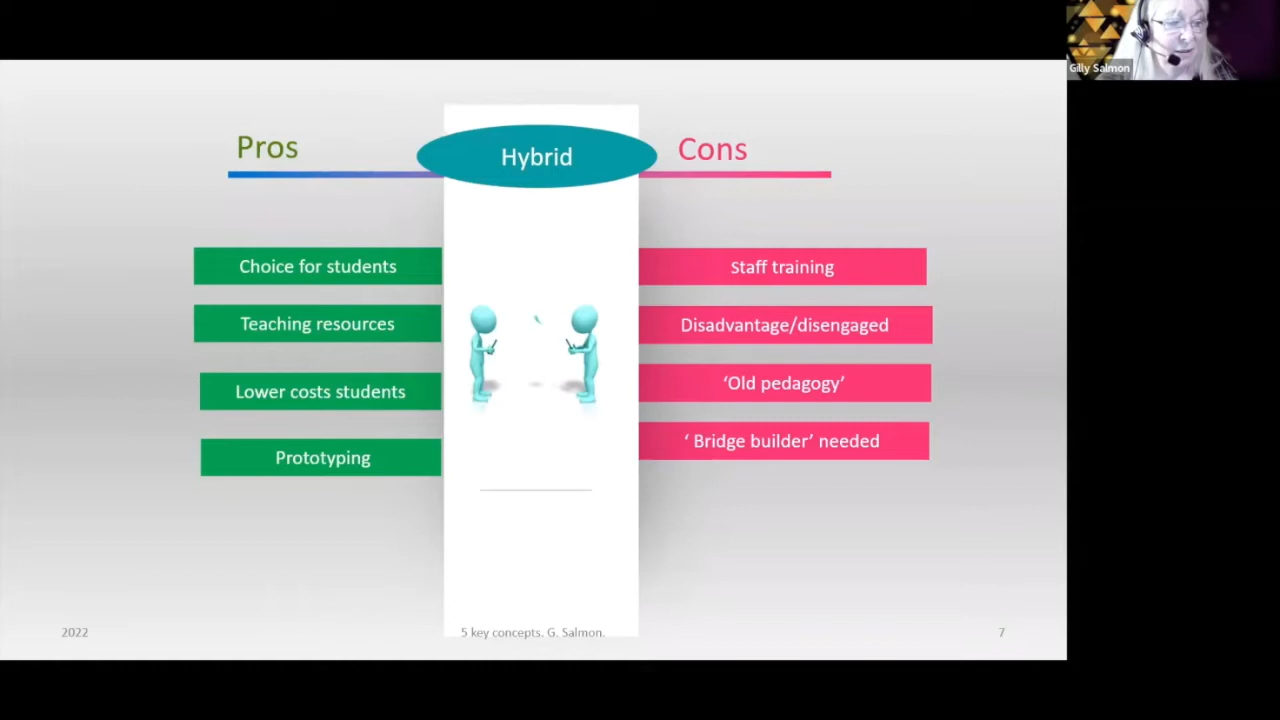 Gilly Salmon
Pros
Hybrid
Cons
Choice for students
Staff training
Teaching resources
Disadvantage/disengaged
Lower costs students
‘Old pedagogy’
Prototyping
‘ Bridge builder’ needed
2022
5 key concepts. G. Salmon.
7